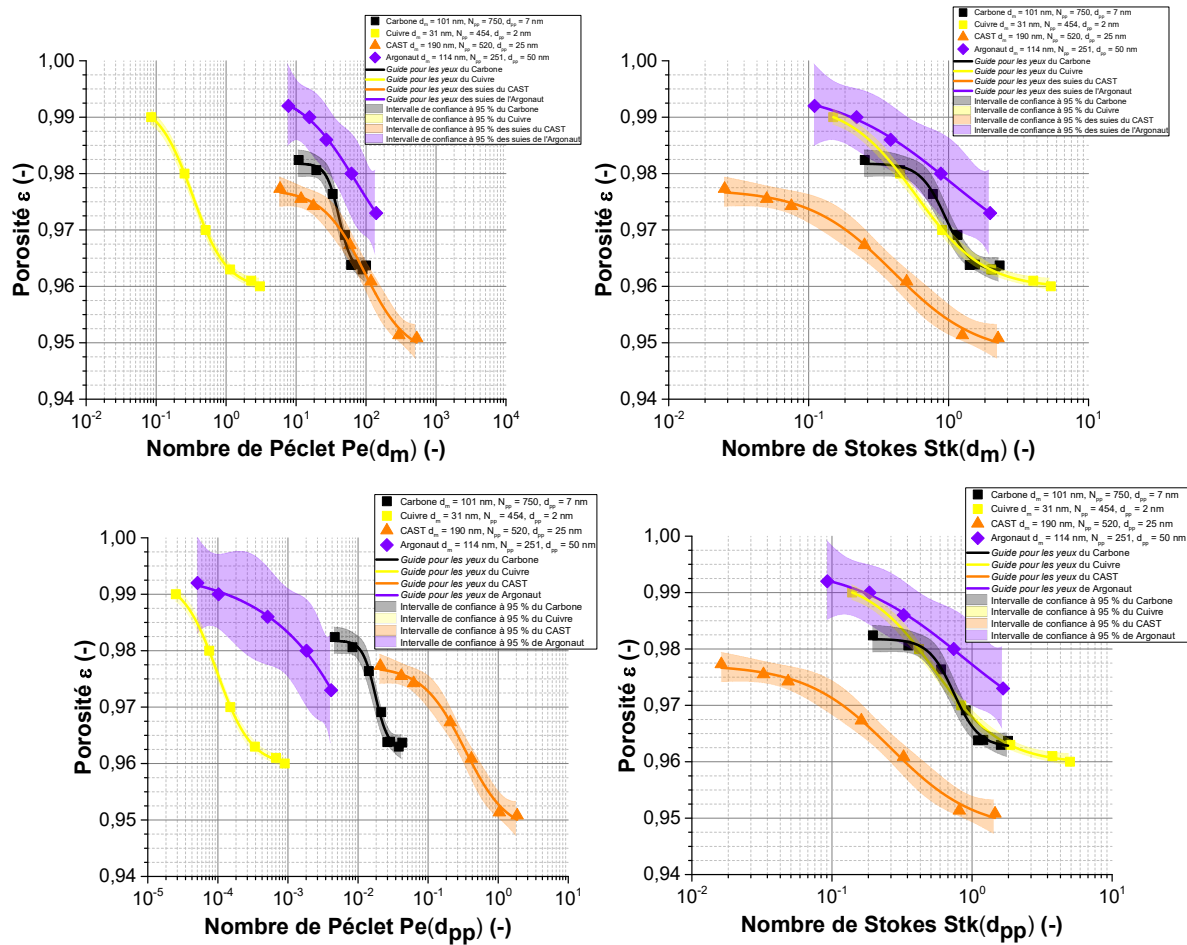 Carbone dm = 101 nm, Npp = 750, dpp = 7 nm
Cuivre dm = 31 nm, Npp = 454, dpp = 2 nm
CAST dm = 190 nm, Npp = 520, dpp = 25 nm
Argonaut dm = 114 nm, Npp = 251, dpp = 50 nm
Guide pour les yeux du Carbone
Guide pour les yeux du Cuivre
Guide pour les yeux des suies du CAST
Guide pour les yeux des suies de l'Argonaut
Intervalle de confiance à 95 % du Carbone
Intervalle de confiance à 95 % du Cuivre
Intervalle de confiance à 95 % des suies du CAST
Intervalle de confiance à 95 % des suies de l'Argonaut
1,00
0,99
0,98
0,97
0,96
0,95
0,94
Porosité ε (-)
10-2 10-1 100 101 102 103 104
Nombre de Péclet Pe(dm) (-)
Carbone dm = 101 nm, Npp = 750, dpp = 7 nm
Cuivre dm = 31 nm, Npp = 454, dpp = 2 nm
CAST dm = 190 nm, Npp = 520, dpp = 25 nm
Argonaut dm = 114 nm, Npp = 251, dpp = 50 nm
Guide pour les yeux du Carbone
Guide pour les yeux du Cuivre
Guide pour les yeux des suies du CAST
Guide pour les yeux des suies de l'Argonaut
Intervalle de confiance à 95 % du Carbone
Intervalle de confiance à 95 % du Cuivre
Intervalle de confiance à 95 % des suies du CAST
Intervalle de confiance à 95 % des suies de l'Argonaut
1,00
0,99
0,98
0,97
0,96
0,95
0,94
Porosité ε (-)
10-2 10-1 100 101
Nombre de Stokes Stk(dm) (-)
Carbone dm = 101 nm, Npp = 750, dpp = 7 nm
Cuivre dm = 31 nm, Npp = 454, dpp = 2 nm
CAST dm = 190 nm, Npp = 520, dpp = 25 nm
Argonaut dm = 114 nm, Npp = 251, dpp = 50 nm
Guide pour les yeux du Carbone
Guide pour les yeux du Cuivre
Guide pour les yeux du CAST
Guide pour les yeux de Argonaut
Intervalle de confiance à 95 % du Carbone
Intervalle de confiance à 95 % du Cuivre
Intervalle de confiance à 95 % du CAST
Intervalle de confiance à 95 % de Argonaut
1,00
0,99
0,98
0,97
0,96
0,95
0,94
Porosité ε (-)
10-5 10-4 10-3 10-2 10-1 100 101 102
Nombre de Péclet Pe(dpp) (-)
Carbone dm = 101 nm, Npp = 750, dpp = 7 nm
Cuivre dm = 31 nm, Npp = 454, dpp = 2 nm
CAST dm = 190 nm, Npp = 520, dpp = 25 nm
Argonaut dm = 114 nm, Npp = 251, dpp = 50 nm
Guide pour les yeux du Carbone
Guide pour les yeux du Cuivre
Guide pour les yeux du CAST
Guide pour les yeux de Argonaut
Intervalle de confiance à 95 % du Carbone
Intervalle de confiance à 95 % du Cuivre
Intervalle de confiance à 95 % du CAST
Intervalle de confiance à 95 % de Argonaut
1,00
0,99
0,98
0,97
0,96
0,95
0,94
Porosité ε (-)
10-2 10-1 100 101
Nombre de Stokes Stk(dpp) (-)